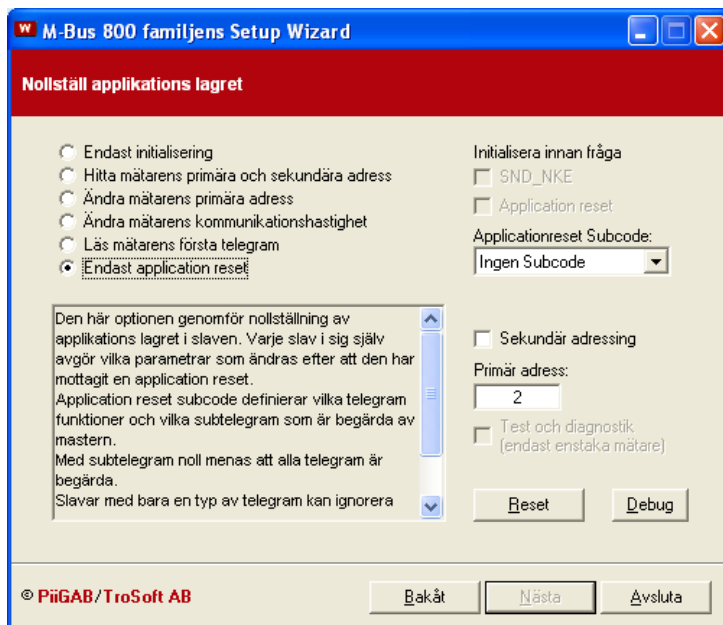 M-Bus 800 familjens Setup Wizard
Nollställ applikations lagret
Endast initialisering
Hitta mätarens primära och sekundära adress
Ändra mätarens primära adress
Ändra mätarens kommunikationshastighet
Läs mätarens första telegram
Endast application reset
Initialisera innan fråga
SND_NKE
Application reset
Applicationreset Subcode:
Ingen Subcode
Den här optionen genomför nollställning av
applikations lagret i slaven. Varje slav i sig själv
avgör vilka parametrar som ändras efter att den har
mottagit en application reset.
Application reset subcode definierar vilka telegram
funktioner och vilka subtelegram som är begärda av
mastern.
Med subtelegram noll menas att alla telegram är
begärda.
Slavar med bara en typ av telegram kan ignorera
Sekundär adressing
Primär adress:
2
Test och diagnostik
(endast enstaka mätare)
Reset
Debug
© PiiGAB/TroSoft AB
Bakåt
Nästa
Avsluta